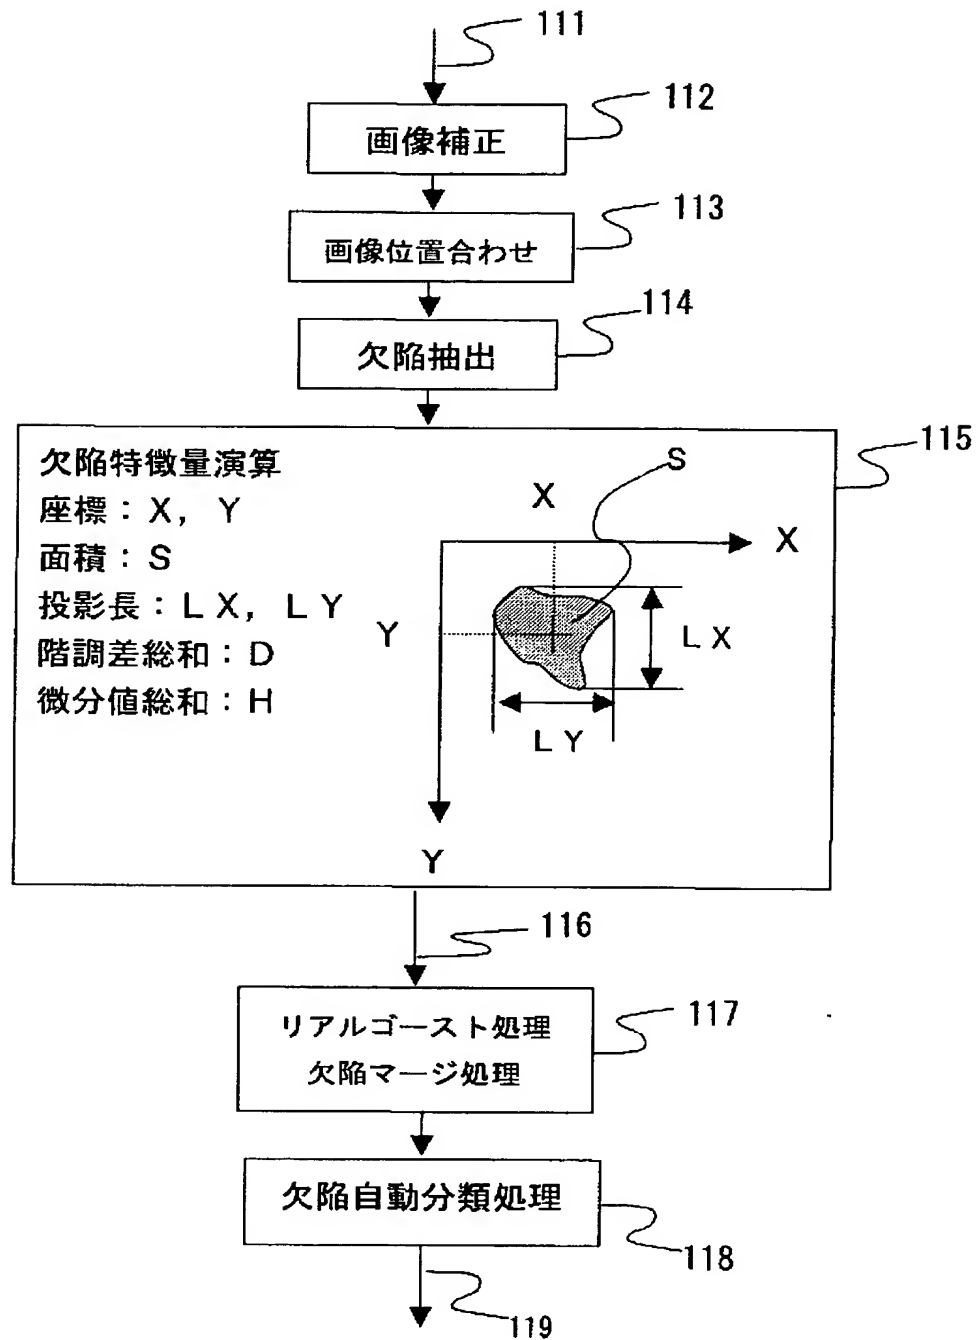 111
112
画像補正
113
画像位置合わせ
114
欠陥抽出
115
欠陥特徴量演算
座標：X，Y
面積：S
投影長：LX，LY
階調差総和：D
微分値総和：H
S
X
X
Y
LX
LY
Y
116
117
リアルゴースト処理
欠陥マージ処理
欠陥自動分類処理
118
119